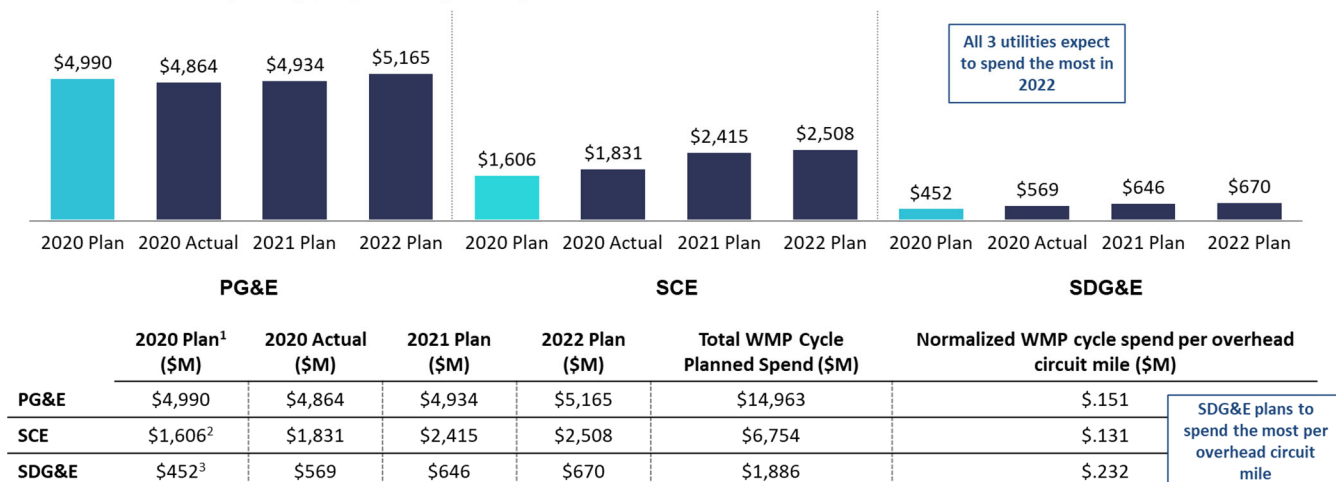 $4,990
$4,864
$4,934
$5,165
$1,606
$1,831
$2,415
$2,508
$452
$569
$646
$670
All 3 utilities expect
to spend the most in
2022
2020 Plan 2020 Actual 2021 Plan 2022 Plan 2020 Plan 2020 Actual 2021 Plan 2022 Plan 2020 Plan 2020 Actual 2021 Plan 2022 Plan
PG&E SCE SDG&E
2020 Plan¹ 2020 Actual 2021 Plan 2022 Plan Total WMP Cycle Normalized WMP cycle spend per overhead
($M) ($M) ($M) ($M) Planned Spend ($M) circuit mile ($M)
PG&E $4,990 $4,864 $4,934 $5,165 $14,963 $.151
SCE $1,606² $1,831 $2,415 $2,508 $6,754 $.131
SDG&E $452³ $569 $646 $670 $1,886 $.232
SDG&E plans to
spend the most per
overhead circuit
mile